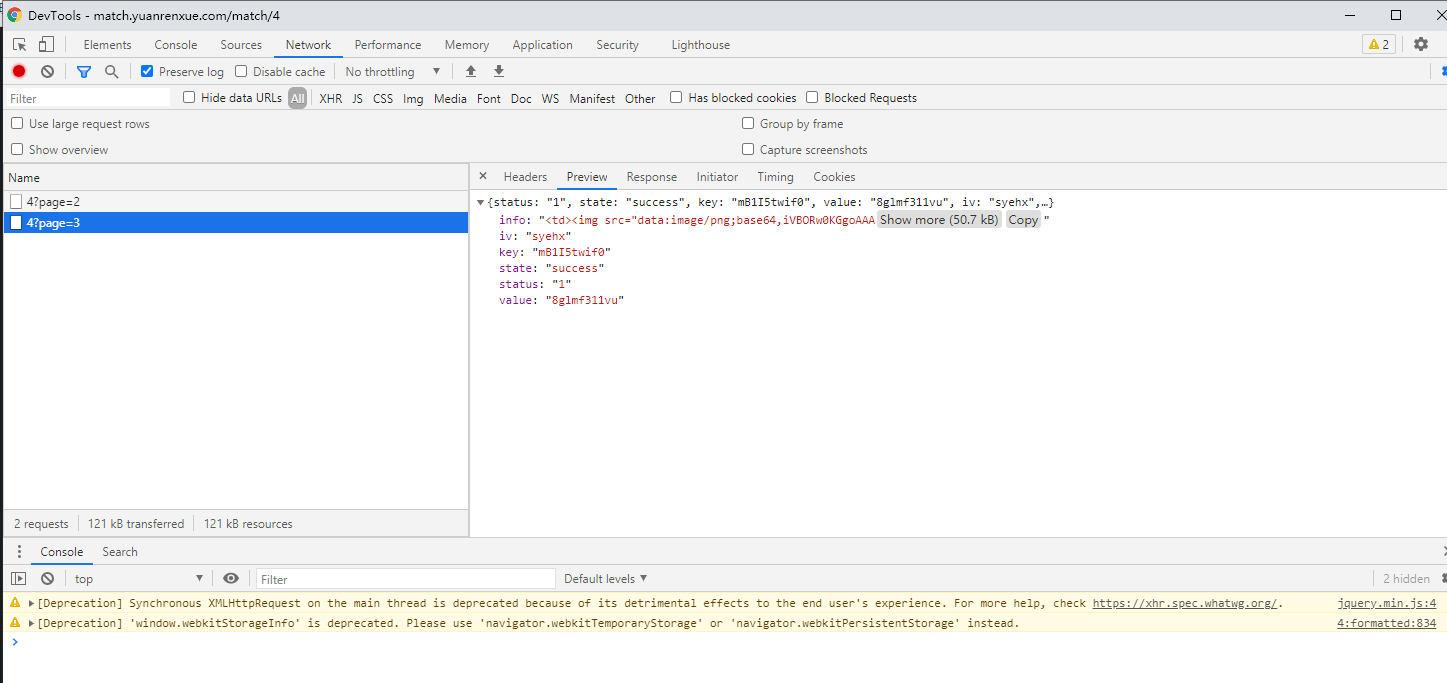 DevTools - match.yuanrenxue.com/match/4
Elements Console Sources Network Performance Memory Application Security Lighthouse 2
Preserve log Disable cache No throttling
Filter Hide data URLs All XHR JS CSS Img Media Font Doc WS Manifest Other Has blocked cookies Blocked Requests
Use large request rows Group by frame
Show overview Capture screenshots
Name
4?page=2
4?page=3
2 requests 121 kB transferred 121 kB resources
Headers Preview Response Initiator Timing Cookies
{status: "1", state: "success", key: "mB1I5twif0", value: "8glmf311vu", iv: "syehx",…}
info: "<td><img src="data:image/png;base64,iVBORw0KGgoAAA Show more (50.7 kB) Copy "
iv: "syehx"
key: "mB1I5twif0"
state: "success"
status: "1"
value: "8glmf311vu"
Console Search
top Filter Default levels 2 hidden
[Deprecation] Synchronous XMLHttpRequest on the main thread is deprecated because of its detrimental effects to the end user's experience. For more help, check https://xhr.spec.whatwg.org/. jquery.min.js:4
[Deprecation] 'window.webkitStorageInfo' is deprecated. Please use 'navigator.webkitTemporaryStorage' or 'navigator.webkitPersistentStorage' instead. 4:formatted:834